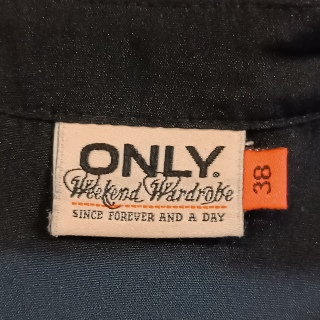 ONLY.
Weekend Wardrobe
SINCE FOREVER AND A DAY
38